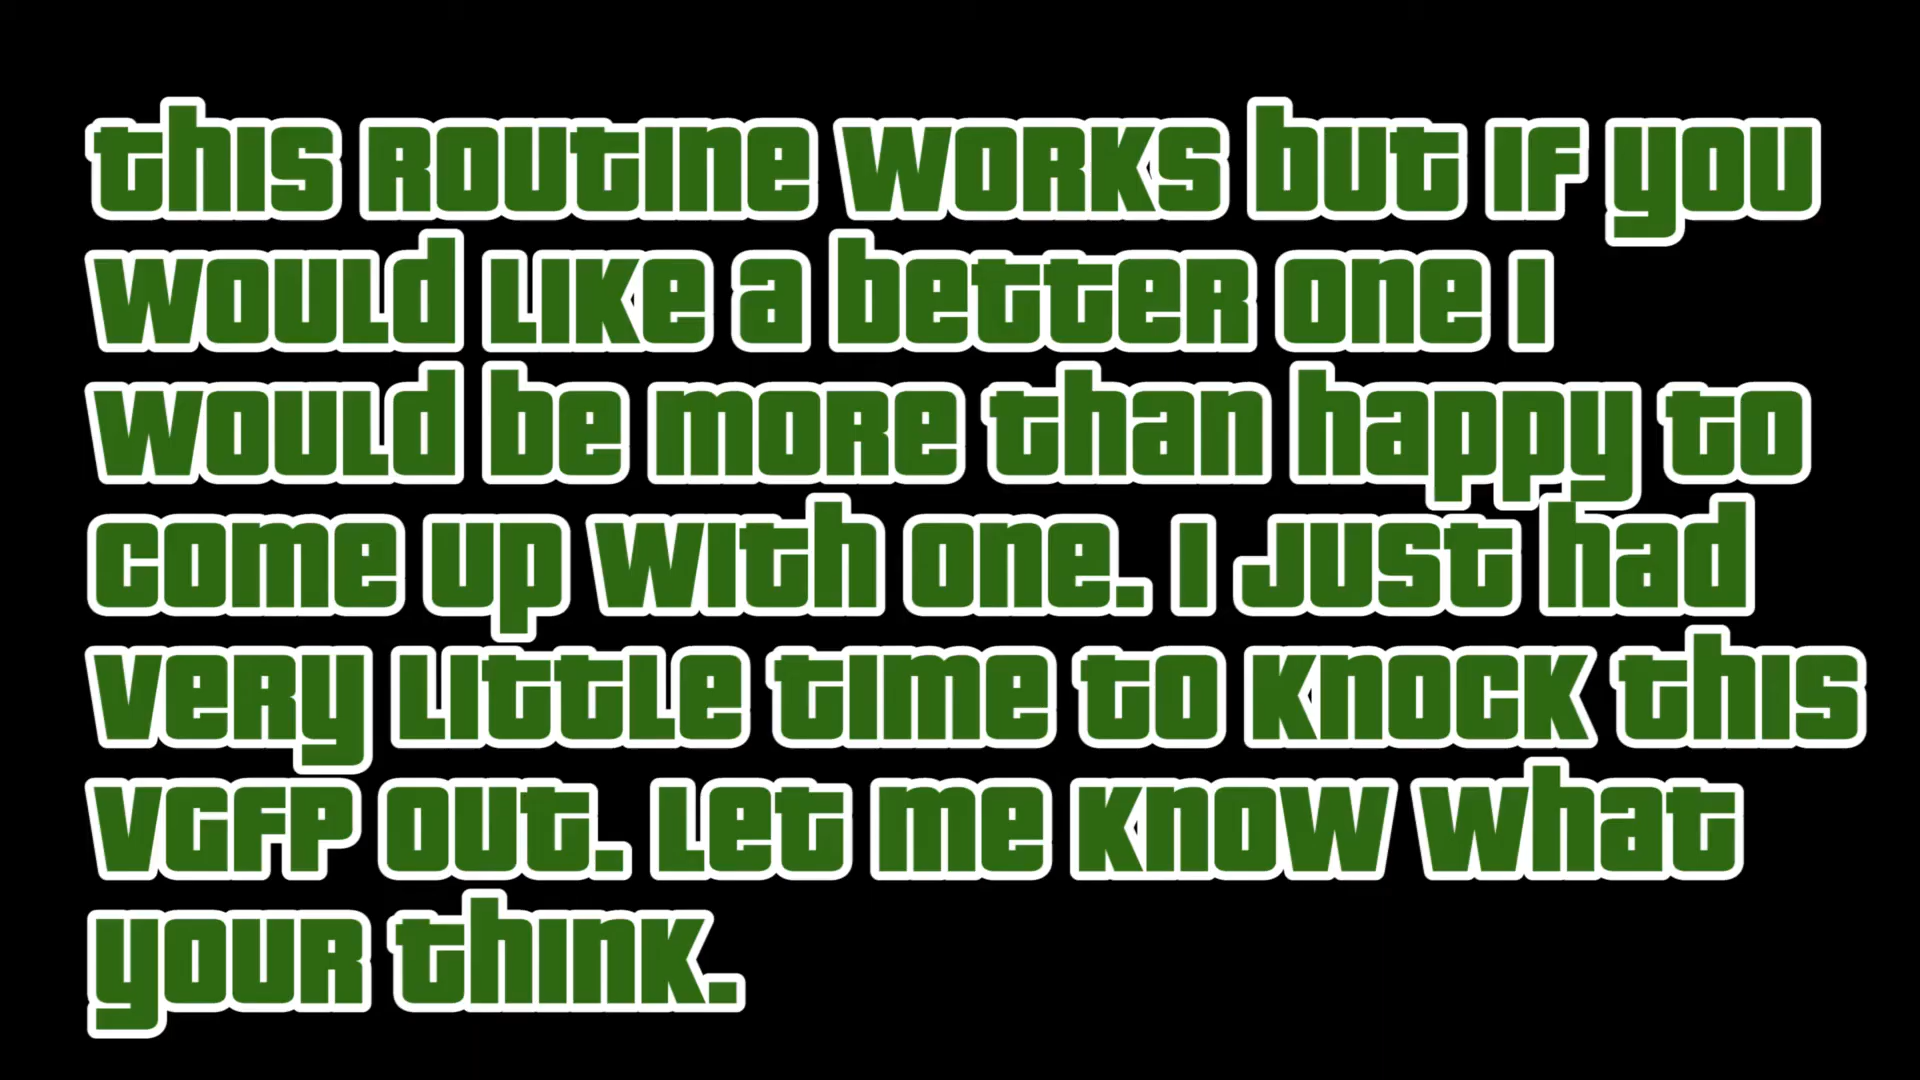 this routine works but if you
would like a better one I
would be more than happy to
come up with one. I just had
very little time to knock this
VGFP out. Let me know what
your think.